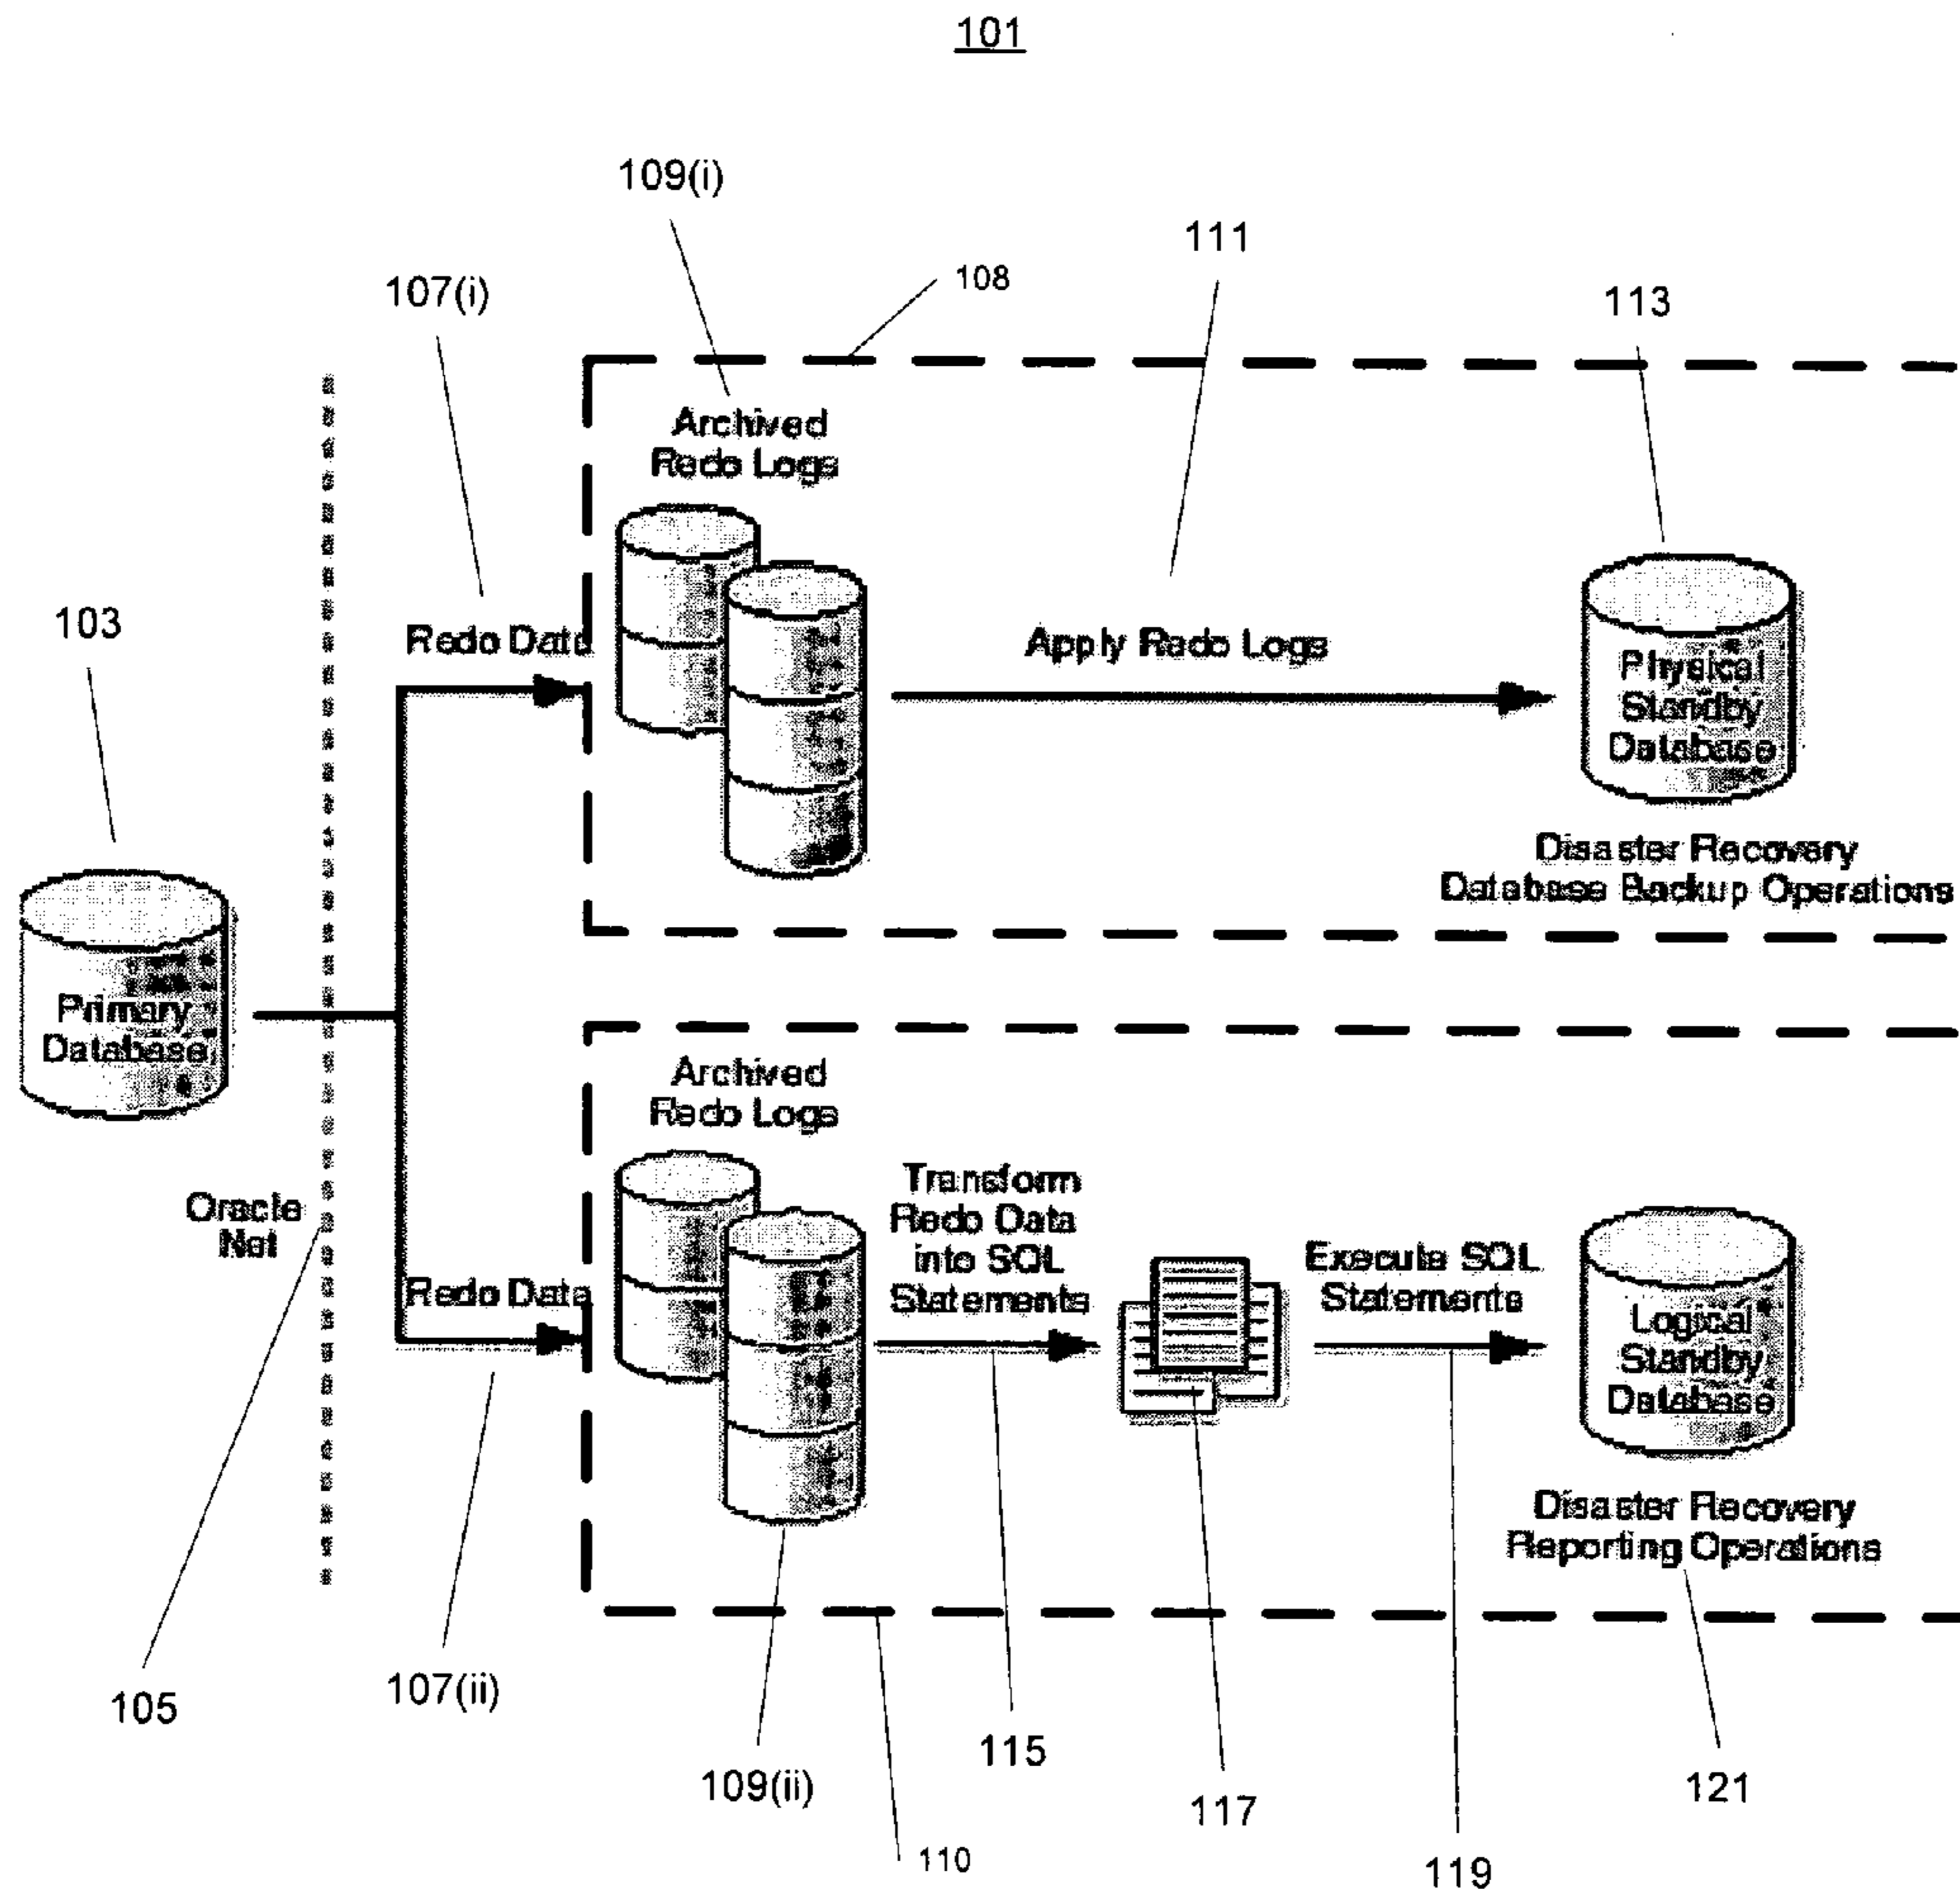 101
109(i)
111
108
107(i)
113
Archived
Redo Logs
103
Redo Data
Apply Redo Logs
Physical
Standby
Database
Disaster Recovery
Database Backup Operations
Primary
Database
Archived
Redo Logs
Oracle
Net
Transform
Redo Data
into SQL
Statements
Execute SQL
Statements
Redo Data
Logical
Standby
Database
Disaster Recovery
Reporting Operations
107(ii)
105
115
109(ii)
117
121
110
119